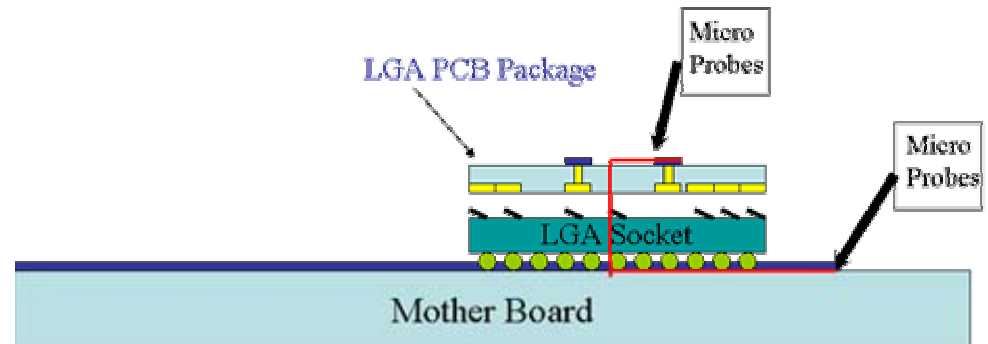 Micro
Probes
LGA PCB Package
Micro
Probes
LGA Socket
Mother Board